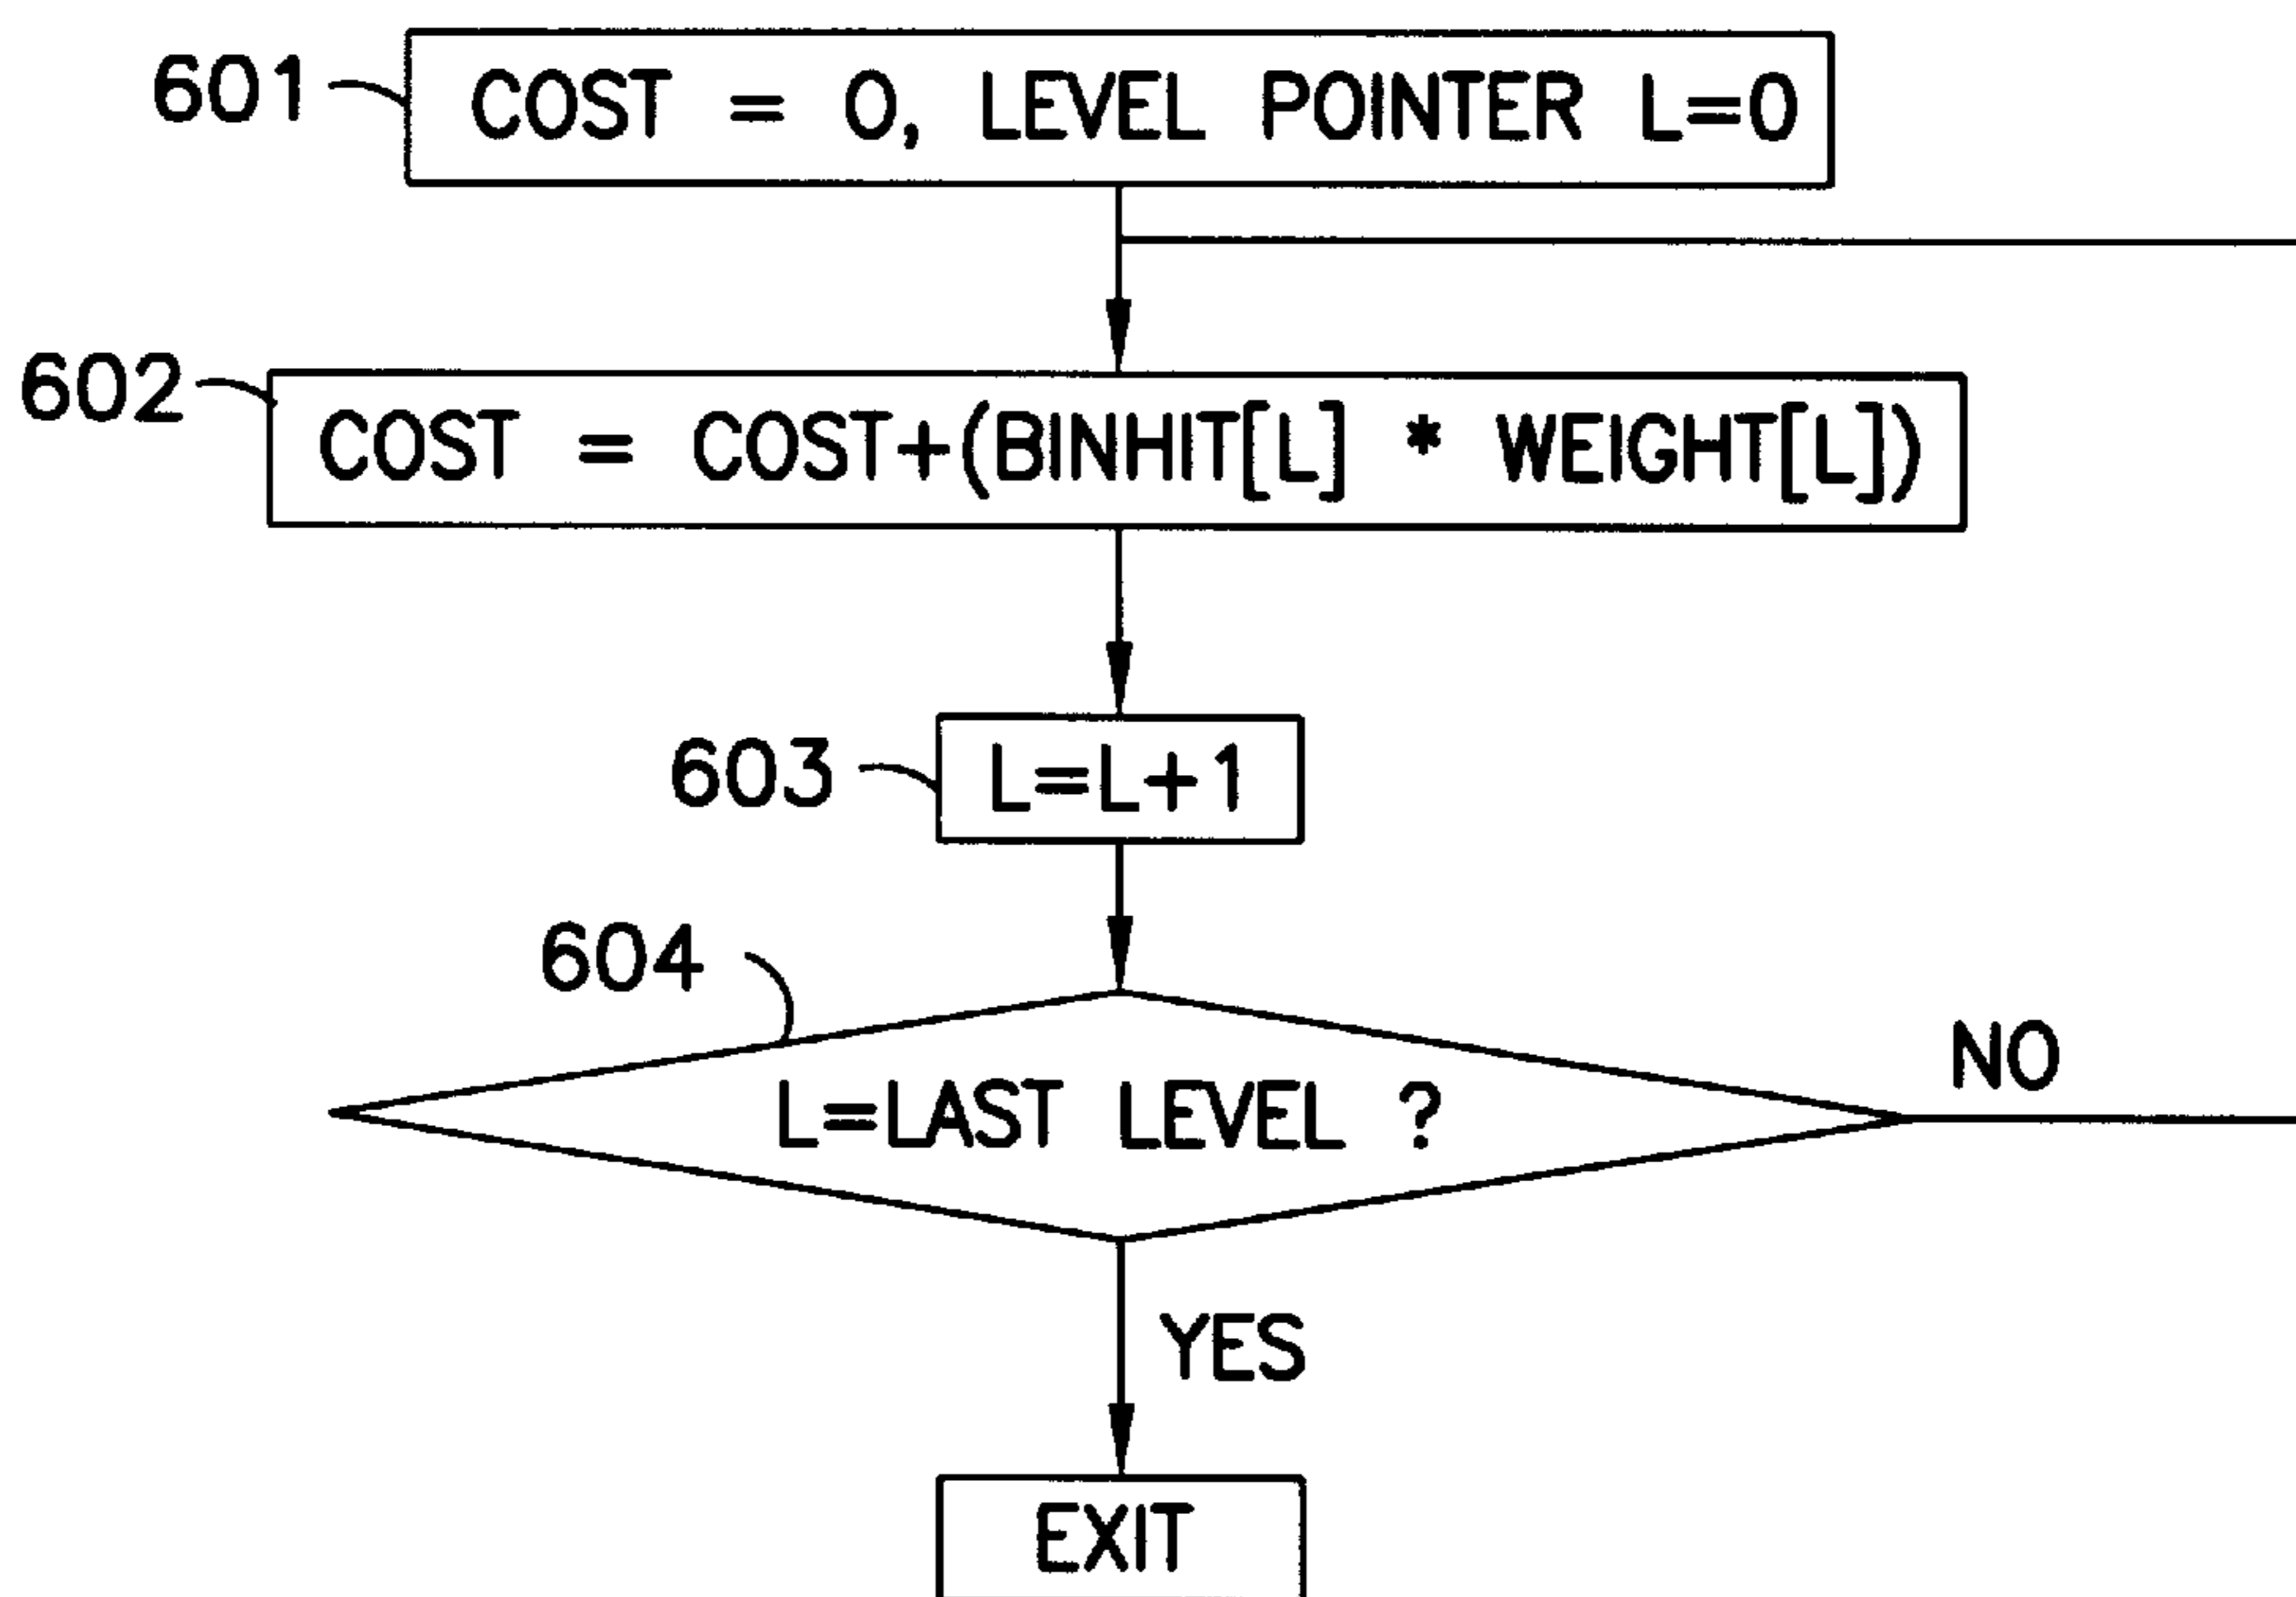 601
COST = 0, LEVEL POINTER L=0
602
COST = COST+(BINHIT[L] * WEIGHT[L])
603
L=L+1
604
NO
L=LAST LEVEL ?
YES
EXIT